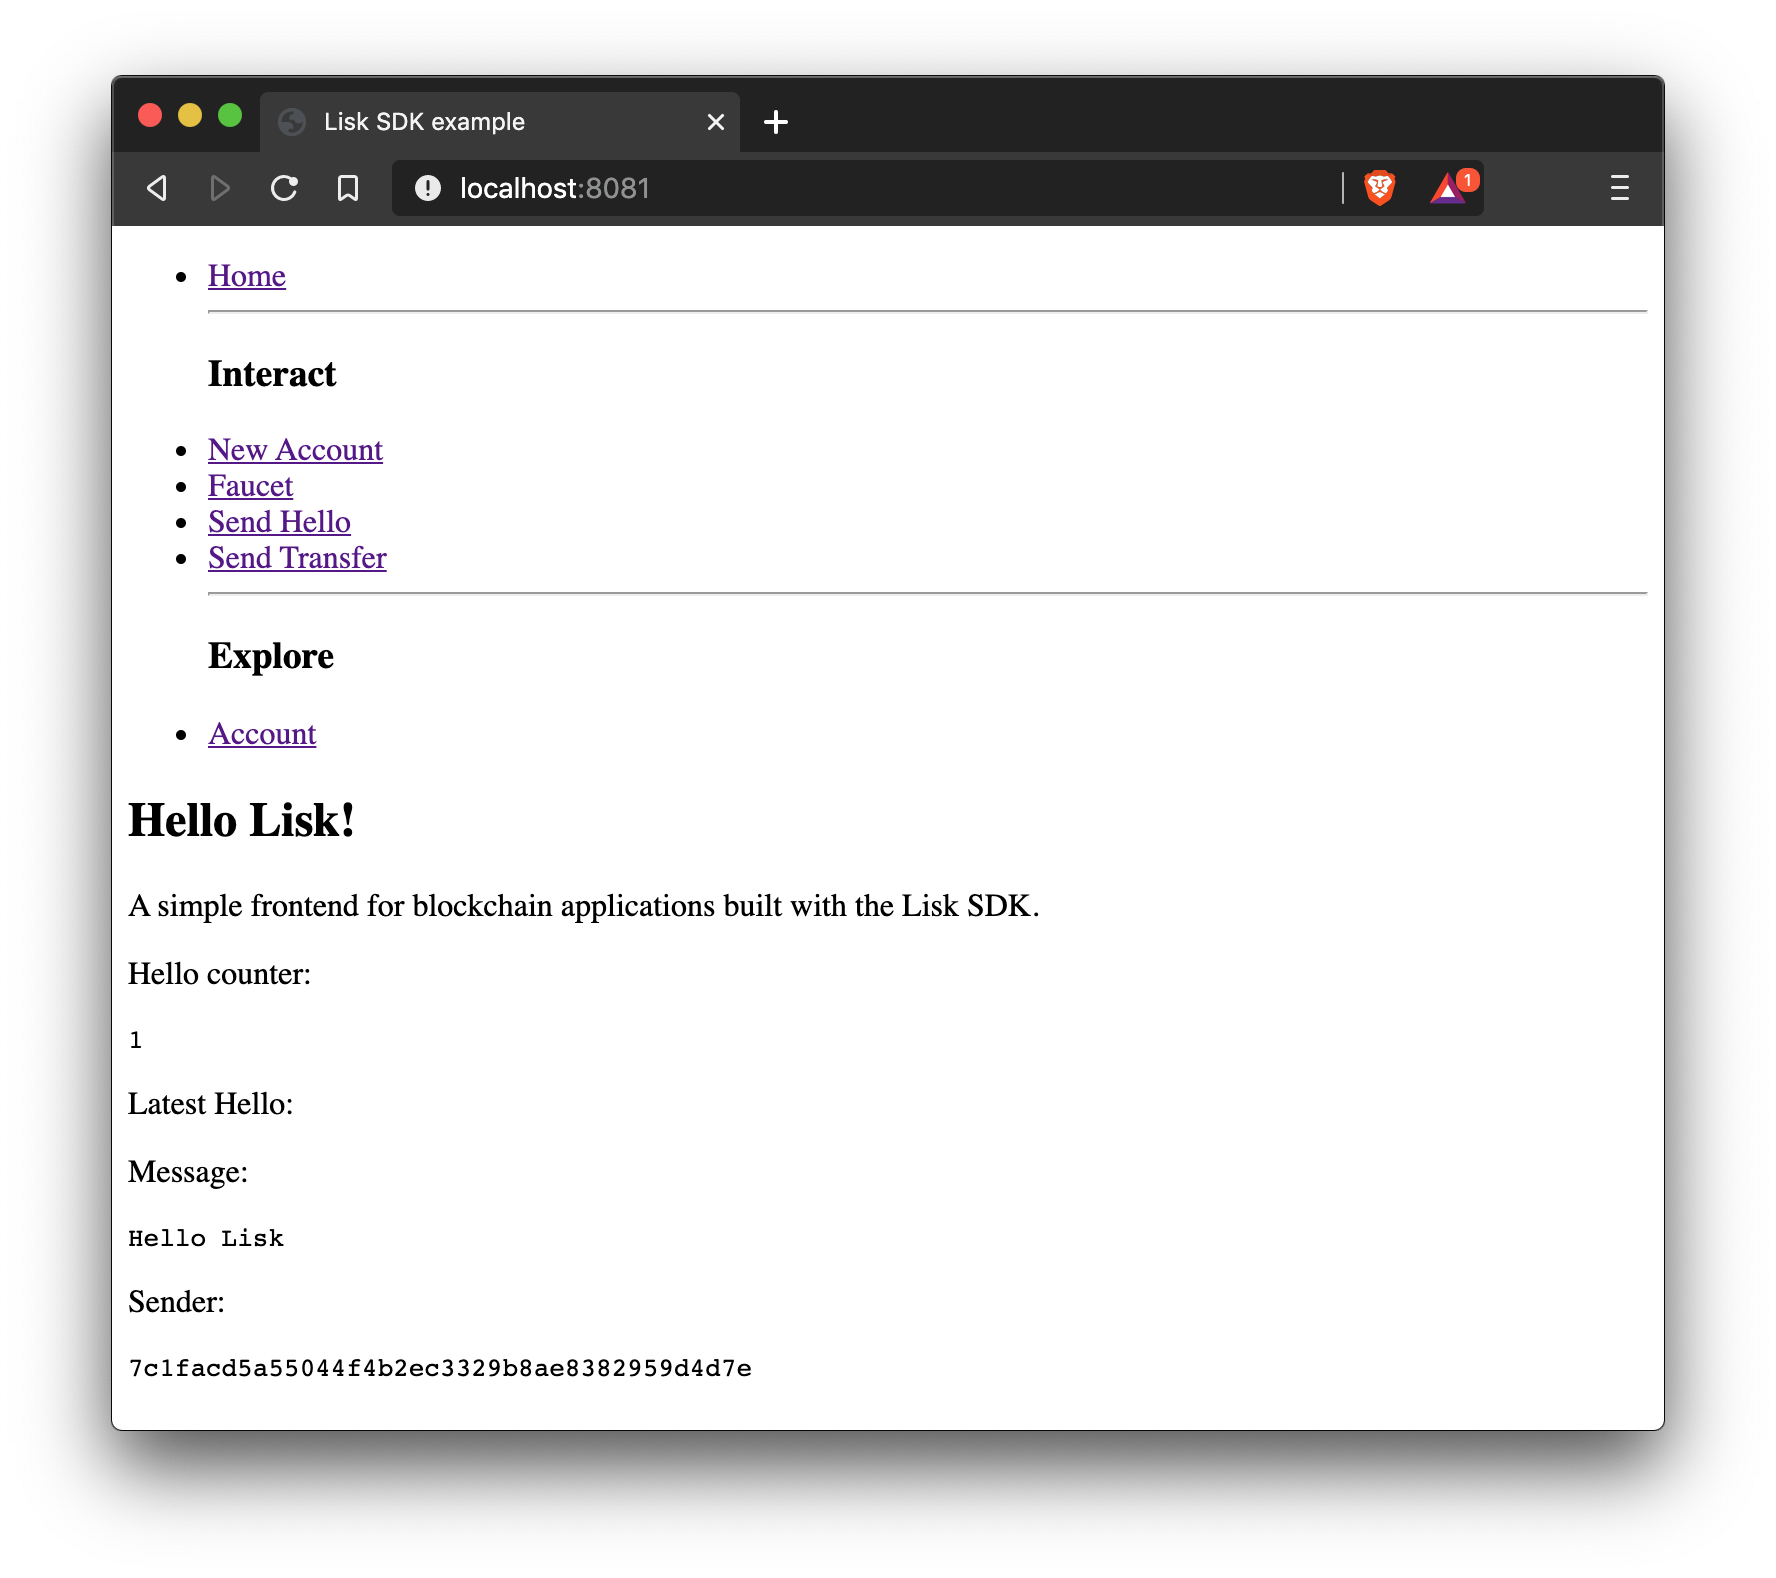 Lisk SDK example
localhost:8081
1
Home
Interact
New Account
Faucet
Send Hello
Send Transfer
Explore
Account
Hello Lisk!
A simple frontend for blockchain applications built with the Lisk SDK.
Hello counter:
1
Latest Hello:
Message:
Hello Lisk
Sender:
7c1facd5a55044f4b2ec3329b8ae8382959d4d7e